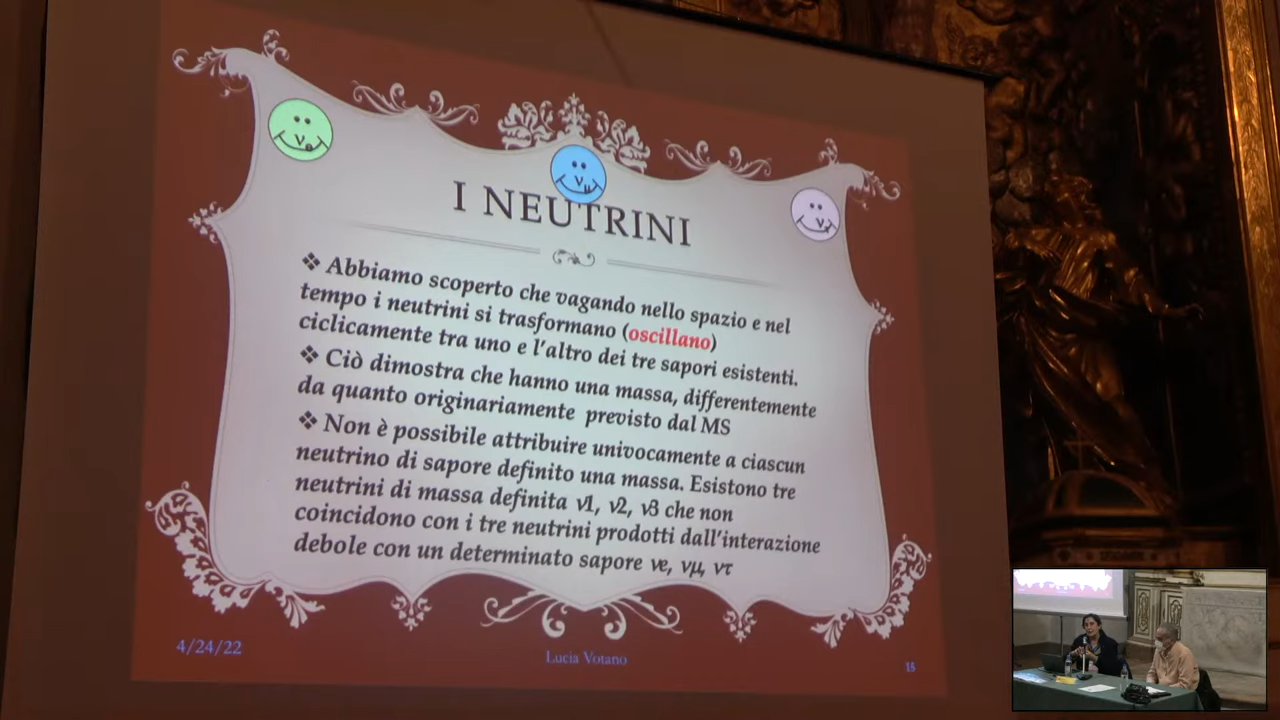 I NEUTRINI
❖ Abbiamo scoperto che vagando nello spazio e nel
tempo i neutrini si trasformano (oscillano)
ciclicamente tra uno e l'altro dei tre sapori esistenti.
❖ Ciò dimostra che hanno una massa, differentemente
da quanto originariamente previsto dal MS
❖ Non è possibile attribuire univocamente a ciascun
neutrino di sapore definito una massa. Esistono tre
neutrini di massa definita ν1, ν2, ν3 che non
coincidono con i tre neutrini prodotti dall'interazione
debole con un determinato sapore νe, νμ, ντ
4/24/22
Lucia Votano
15